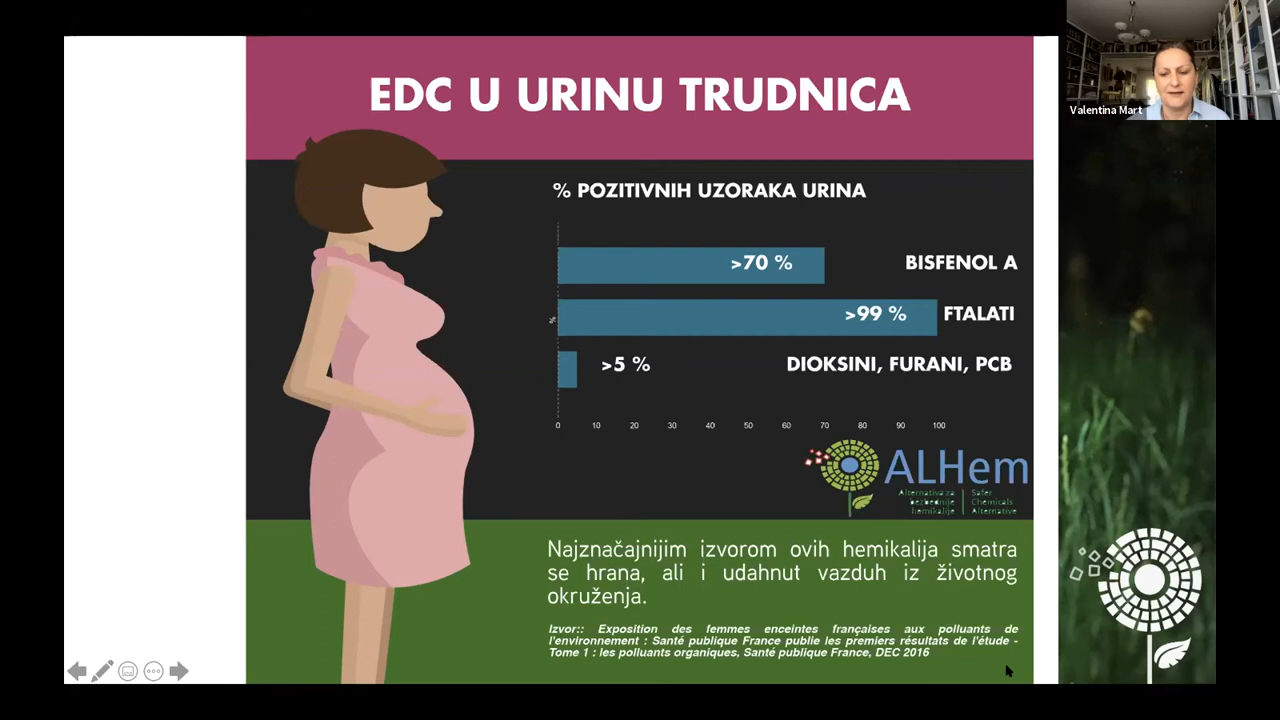 EDC U URINU TRUDNICA
Valentina Mart
% POZITIVNIH UZORAKA URINA
>70 %
BISFENOL A
%
>99 %
FTALATI
>5 %
DIOKSINI, FURANI, PCB
0 10 20 30 40 50 60 70 80 90 100
ALHem
Alternativa za
bezbednije
hemikalije
Safer
Chemicals
Alternative
Najznačajnijim izvorom ovih hemikalija smatra
se hrana, ali i udahnut vazduh iz životnog
okruženja.
Izvor:: Exposition des femmes enceintes françaises aux polluants de
l'environnement : Santé publique France publie les premiers résultats de l'étude -
Tome 1 : les polluants organiques, Santé publique France, DEC 2016